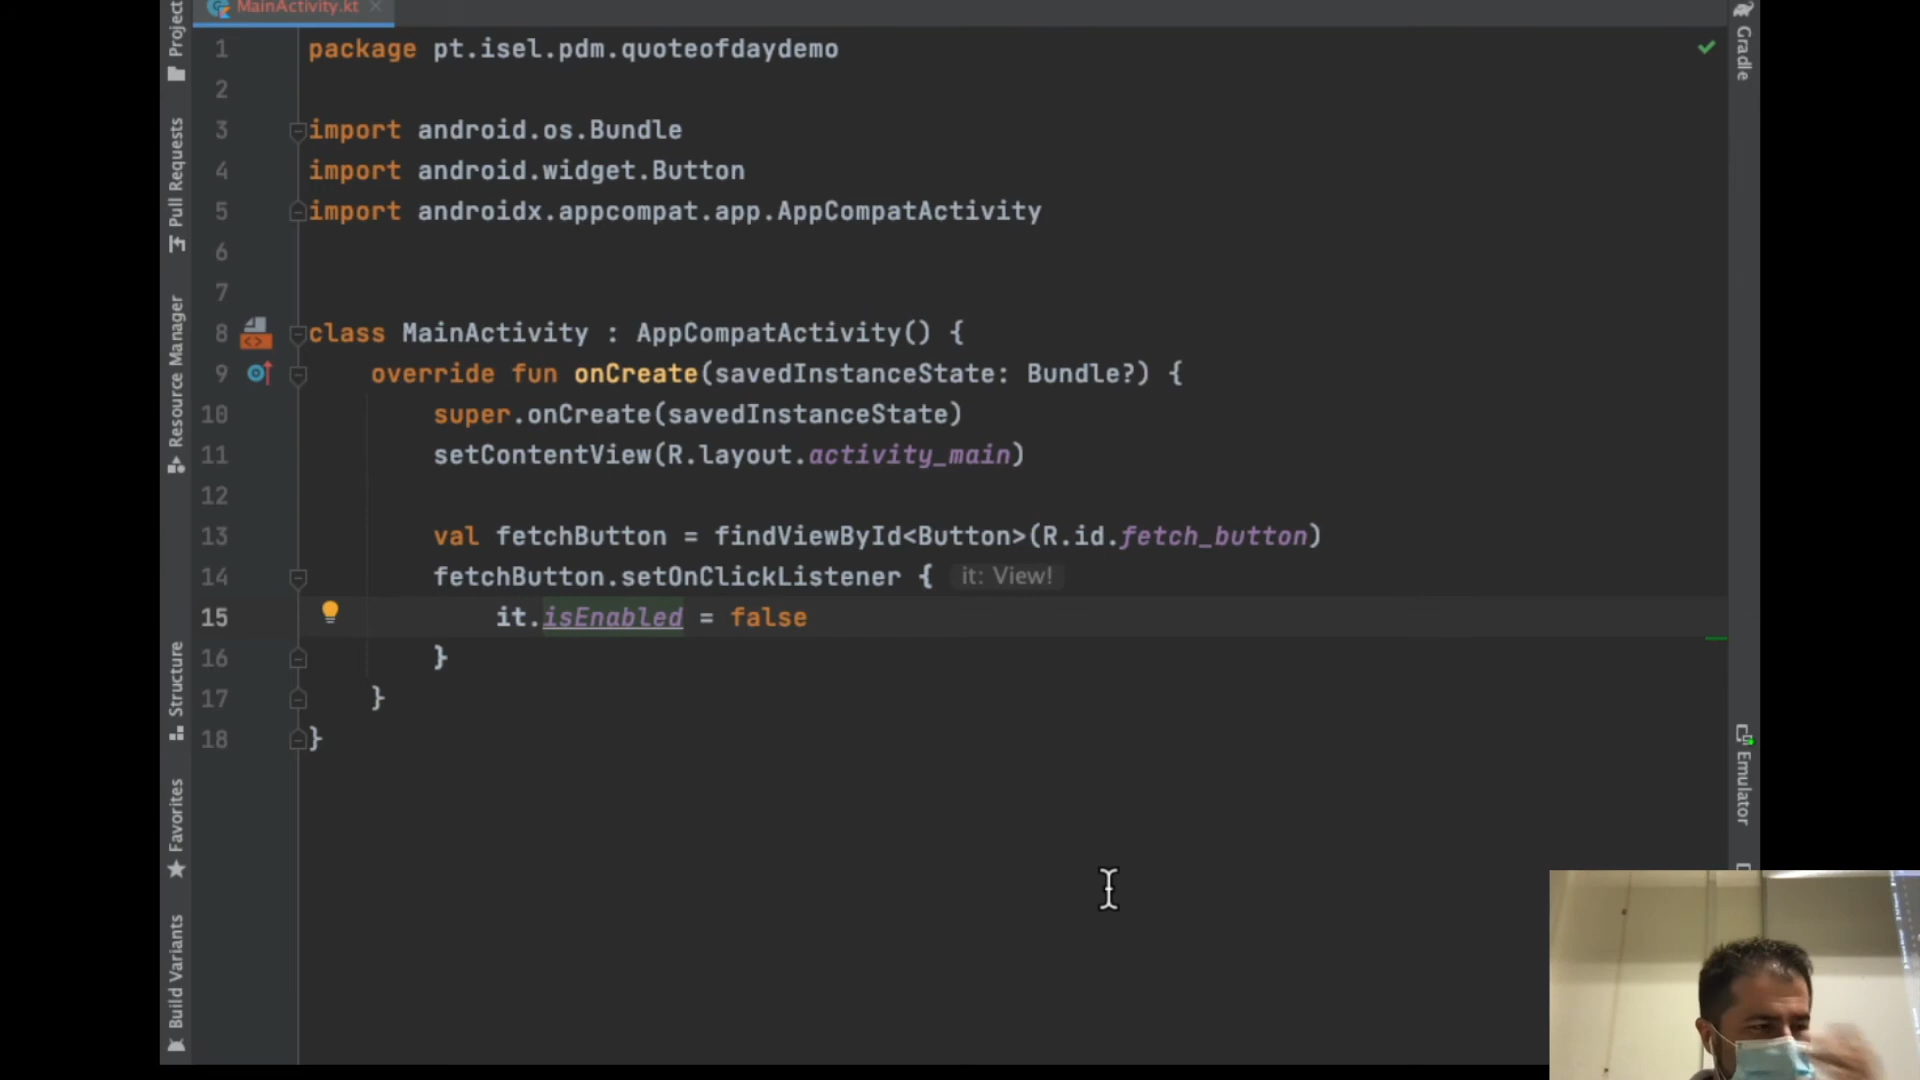 MainActivity.kt
Project
Pull Requests
Resource Manager
Structure
Favorites
Build Variants
1 package pt.isel.pdm.quoteofdaydemo
2
3 import android.os.Bundle
4 import android.widget.Button
5 import androidx.appcompat.app.AppCompatActivity
6
7
8 class MainActivity : AppCompatActivity() {
9 override fun onCreate(savedInstanceState: Bundle?) {
10 super.onCreate(savedInstanceState)
11 setContentView(R.layout.activity_main)
12
13 val fetchButton = findViewById<Button>(R.id.fetch_button)
14 fetchButton.setOnClickListener { it: View!
15 it.isEnabled = false
16 }
17 }
18 }
Gradle
Emulator